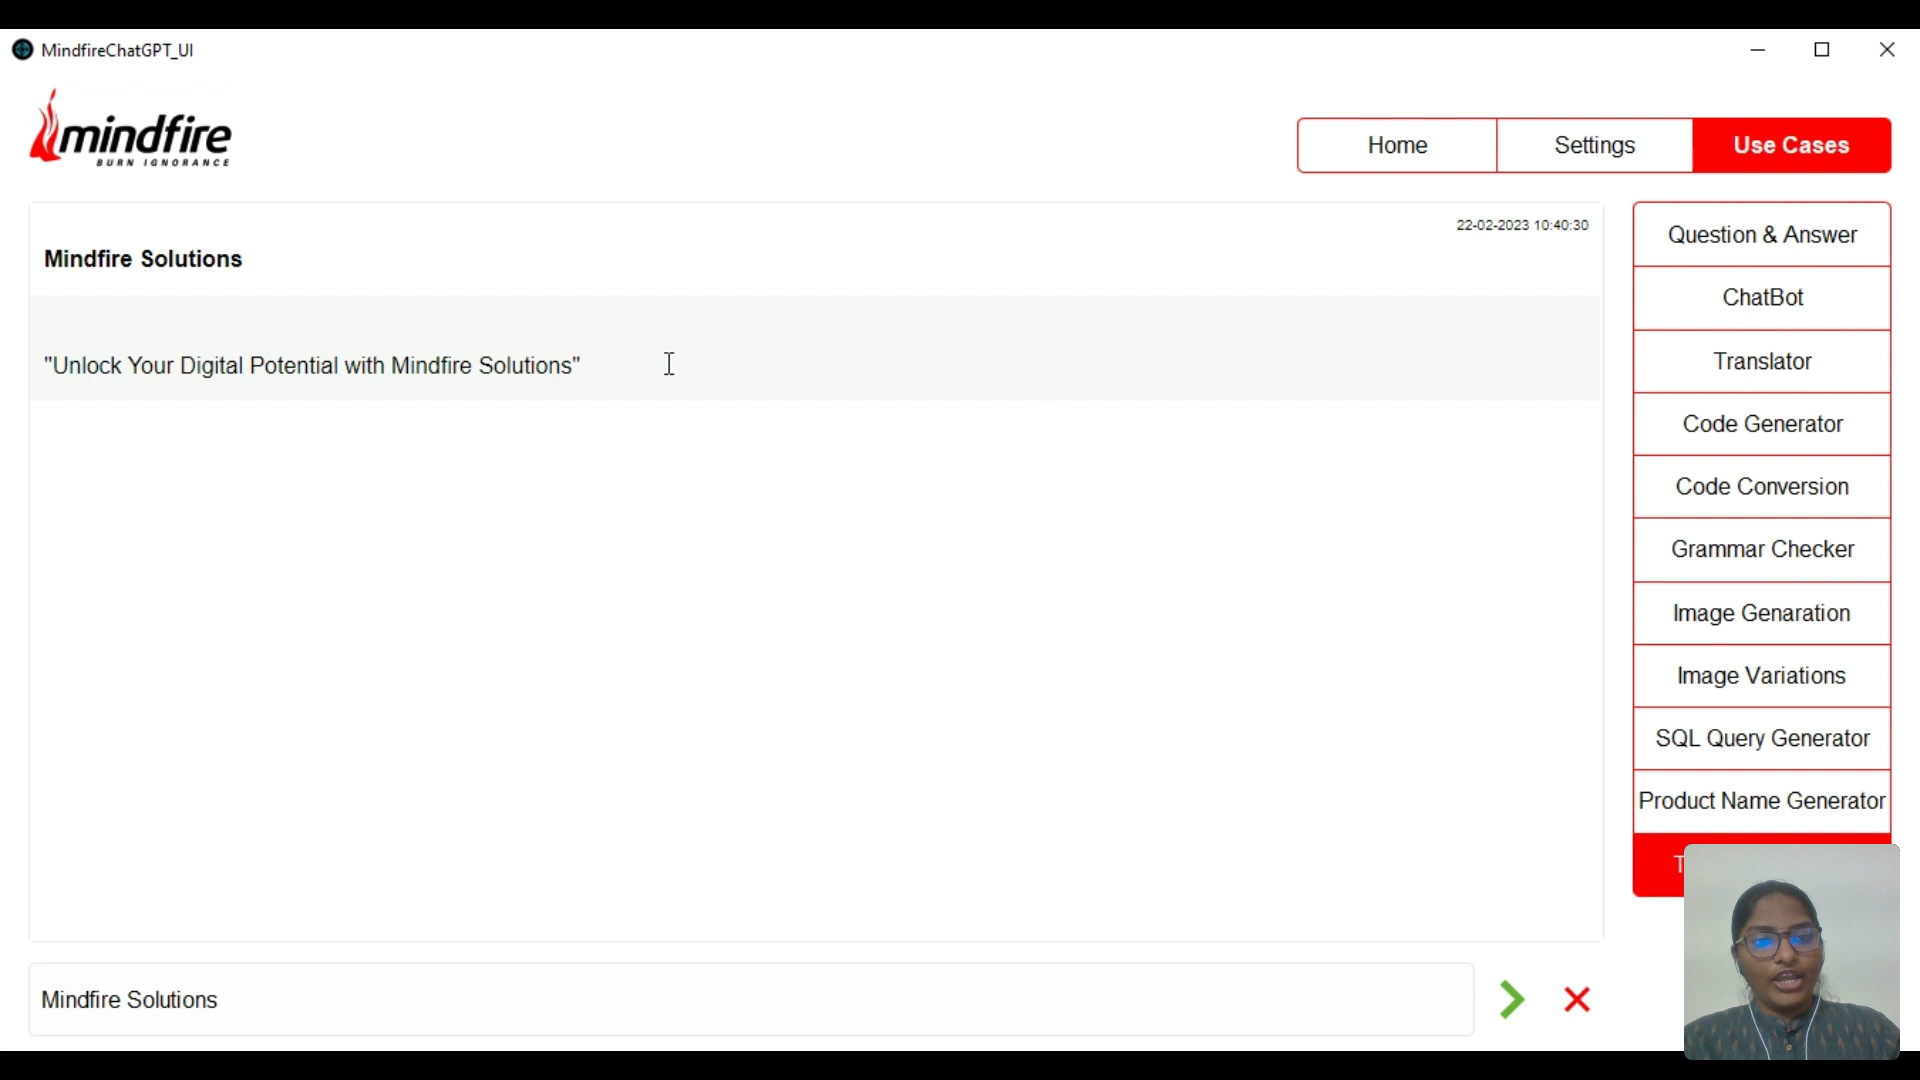 MindfireChatGPT_UI
mindfire
BURN IGNORANCE
Home
Settings
Use Cases
22-02-2023 10:40:30
Mindfire Solutions
"Unlock Your Digital Potential with Mindfire Solutions"
Question & Answer
ChatBot
Translator
Code Generator
Code Conversion
Grammar Checker
Image Genaration
Image Variations
SQL Query Generator
Product Name Generator
Mindfire Solutions